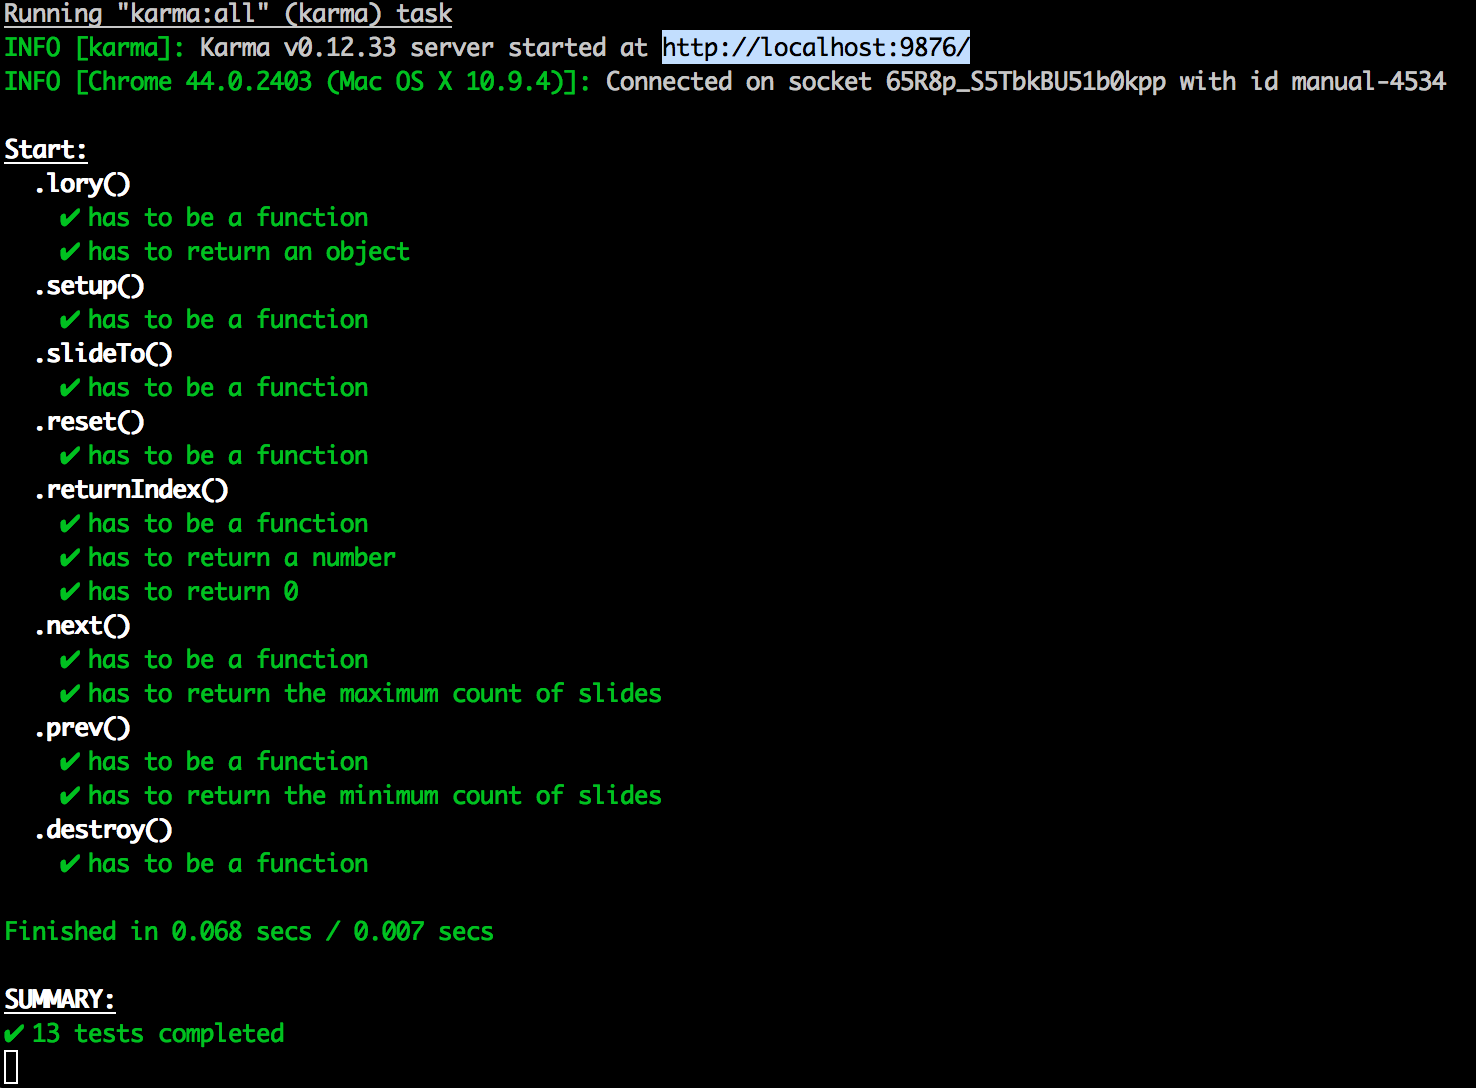 Running "karma:all" (karma) task
INFO [karma]: Karma v0.12.33 server started at http://localhost:9876/
INFO [Chrome 44.0.2403 (Mac OS X 10.9.4)]: Connected on socket 65R8p_S5TbkBU51b0kpp with id manual-4534
Start:
.lory()
✔ has to be a function
✔ has to return an object
.setup()
✔ has to be a function
.slideTo()
✔ has to be a function
.reset()
✔ has to be a function
.returnIndex()
✔ has to be a function
✔ has to return a number
✔ has to return 0
.next()
✔ has to be a function
✔ has to return the maximum count of slides
.prev()
✔ has to be a function
✔ has to return the minimum count of slides
.destroy()
✔ has to be a function
Finished in 0.068 secs / 0.007 secs
SUMMARY:
✔ 13 tests completed